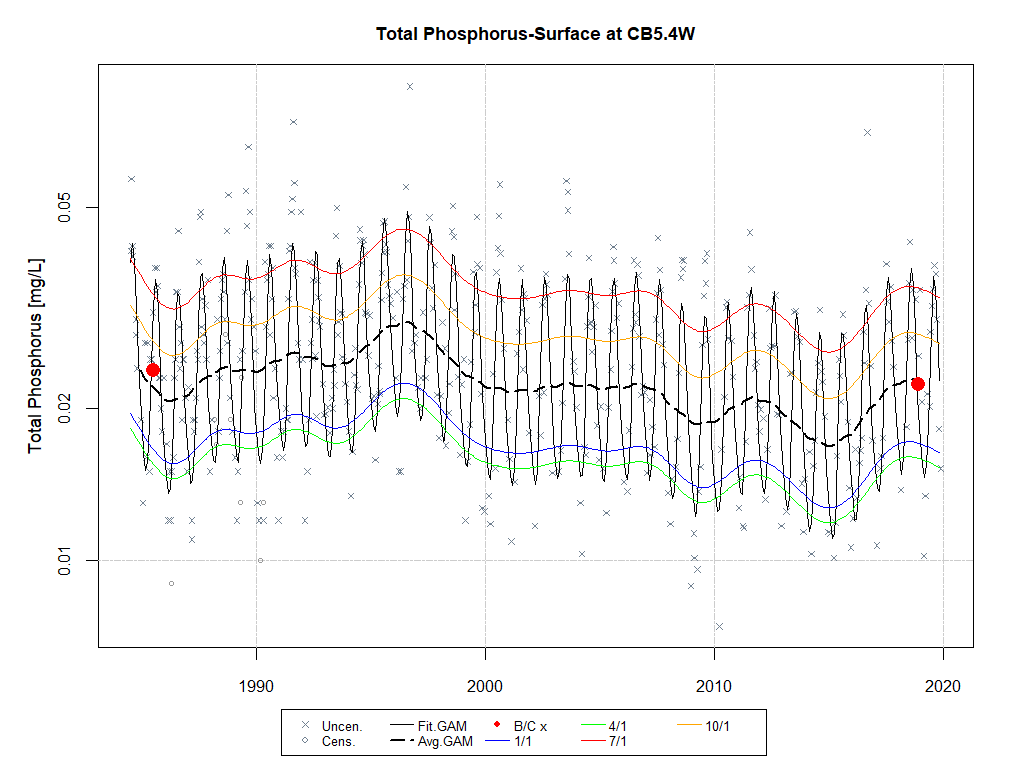 Total Phosphorus-Surface at CB5.4W
Total Phosphorus [mg/L]
0.05
0.02
0.01
1990 2000 2010 2020
Uncen. Fit.GAM B/C x 4/1 10/1
Cens. Avg.GAM 1/1 7/1